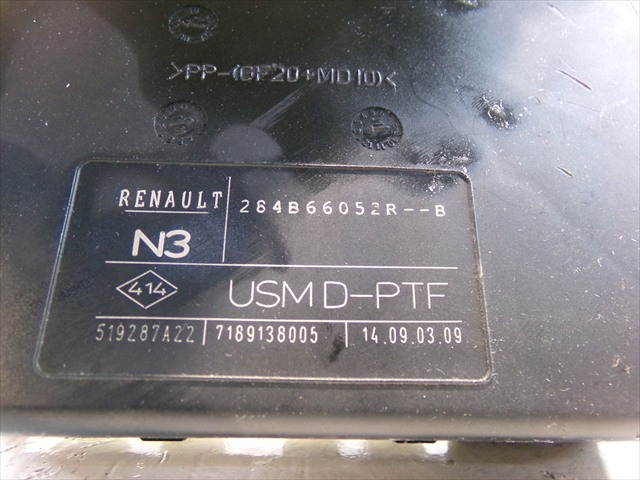 >PP-(GF20+MD10)<
RENAULT 284B66052R--B
N3
414 USM D-PTF
519287A22 7189138005 14.09.03.09